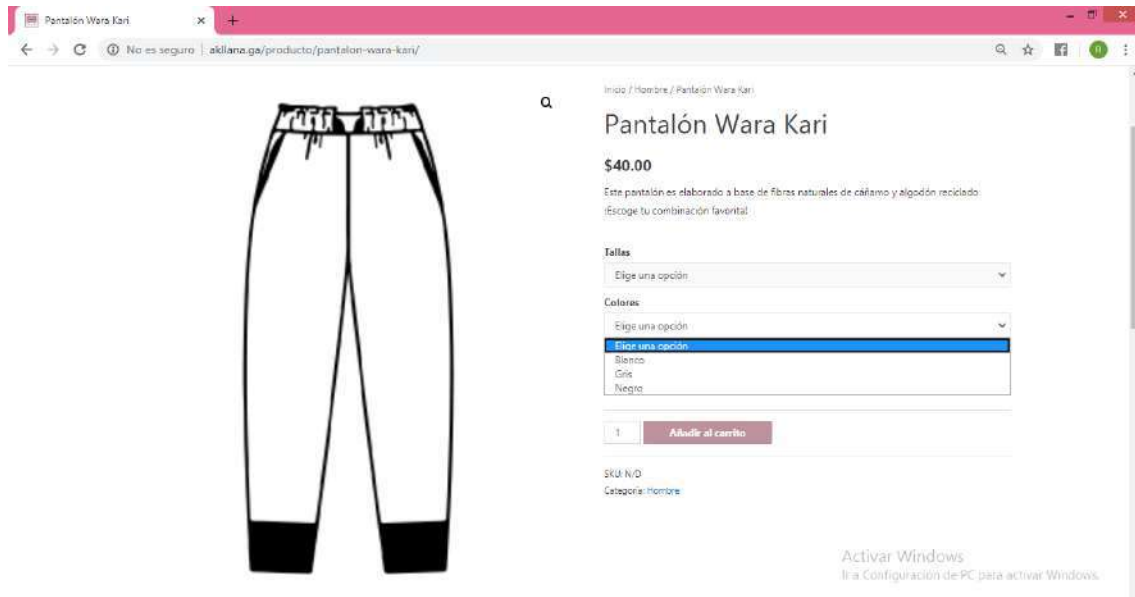 Pantalón Wara Kari
No es seguro | akllana.ga/producto/pantalon-wara-kari/
R
Inicio / Hombre / Pantalón Wara Kari
Pantalón Wara Kari
$40.00
Este pantalón es elaborado a base de fibras naturales de cáñamo y algodón reciclado
¡Escoge tu combinación favorita!
Tallas
Elige una opción
Colores
Elige una opción
Elige una opción
Blanco
Gris
Negro
1 Añadir al carrito
SKU: N/D
Categoría: Hombre
Activar Windows
Ir a Configuración de PC para activar Windows.